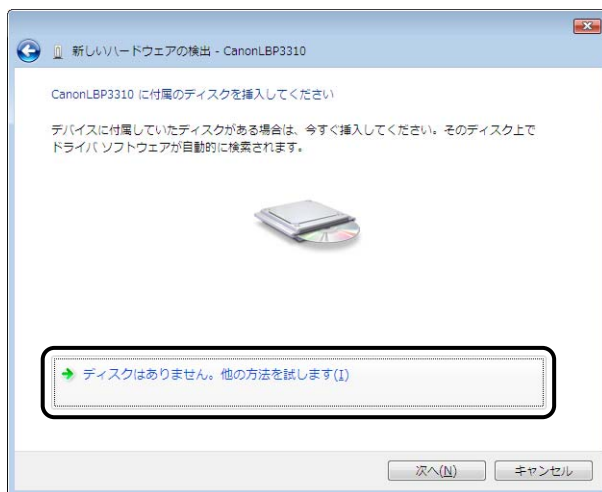 新しいハードウェアの検出 - CanonLBP3310
CanonLBP3310 に付属のディスクを挿入してください
デバイスに付属していたディスクがある場合は、今すぐ挿入してください。そのディスク上で
ドライバ ソフトウェアが自動的に検索されます。
ディスクはありません。他の方法を試します(I)
次へ(N) キャンセル